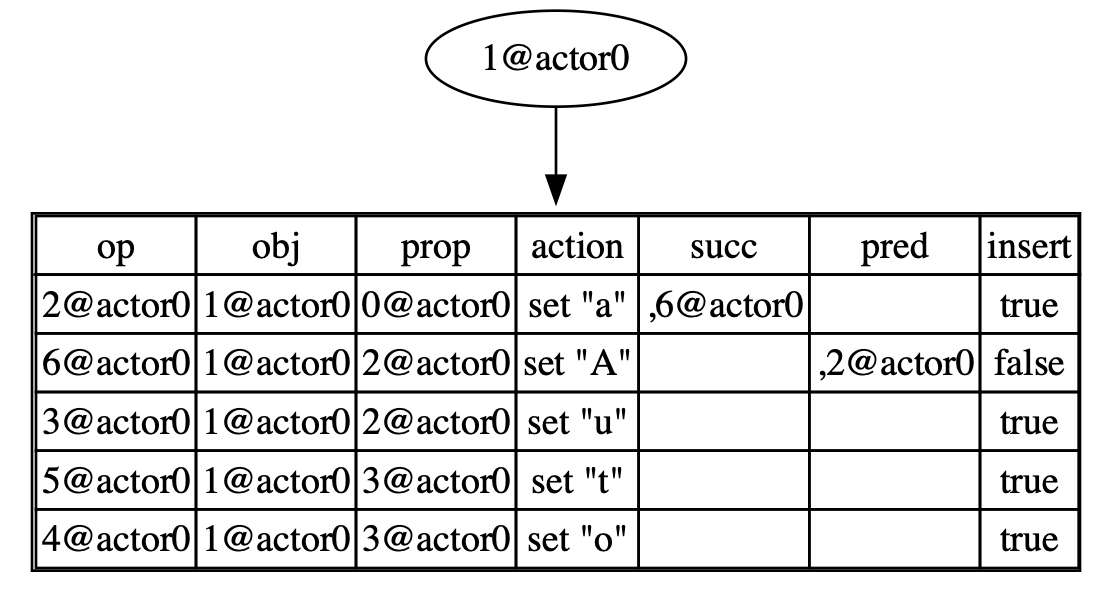 1@actor0
op obj prop action succ pred insert
2@actor0 1@actor0 0@actor0 set "a" ,6@actor0 true
6@actor0 1@actor0 2@actor0 set "A" ,2@actor0 false
3@actor0 1@actor0 2@actor0 set "u" true
5@actor0 1@actor0 3@actor0 set "t" true
4@actor0 1@actor0 3@actor0 set "o" true